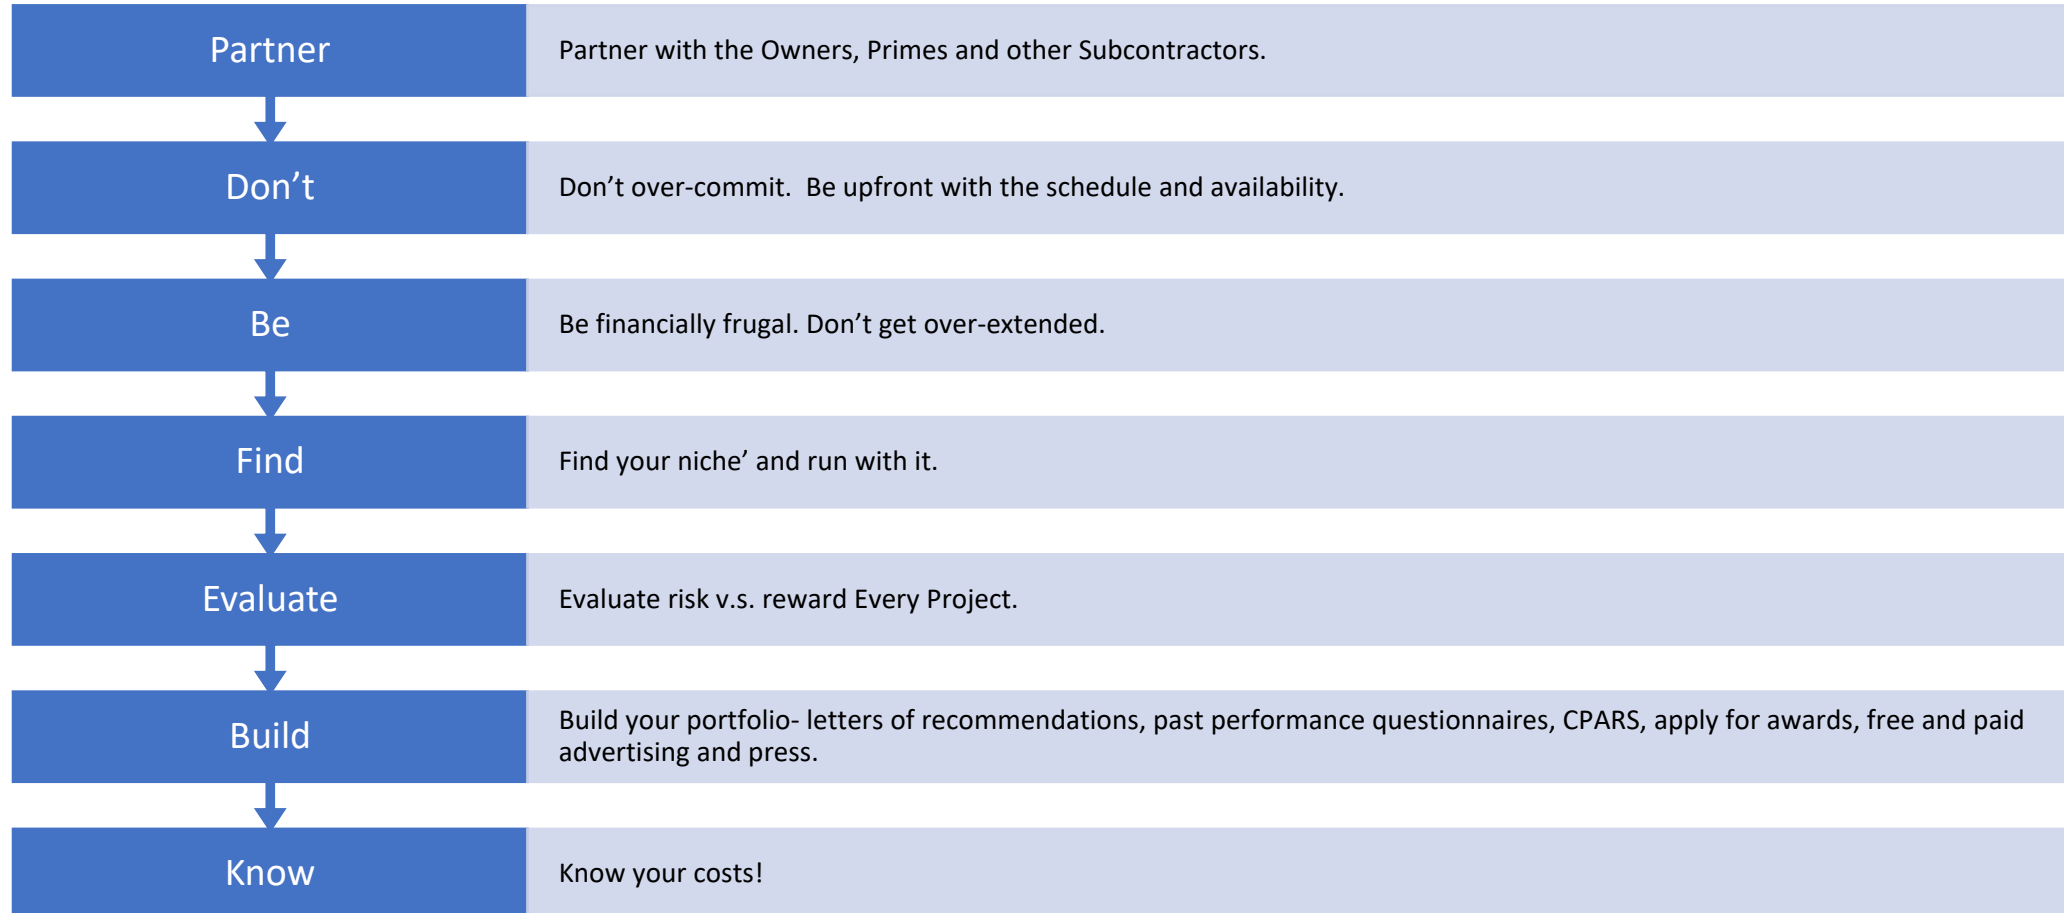 Partner
Partner with the Owners, Primes and other Subcontractors.
Don’t
Don’t over-commit.  Be upfront with the schedule and availability.
Be
Be financially frugal. Don’t get over-extended.
Find
Find your niche’ and run with it.
Evaluate
Evaluate risk v.s. reward Every Project.
Build
Build your portfolio- letters of recommendations, past performance questionnaires, CPARS, apply for awards, free and paid
advertising and press.
Know
Know your costs!